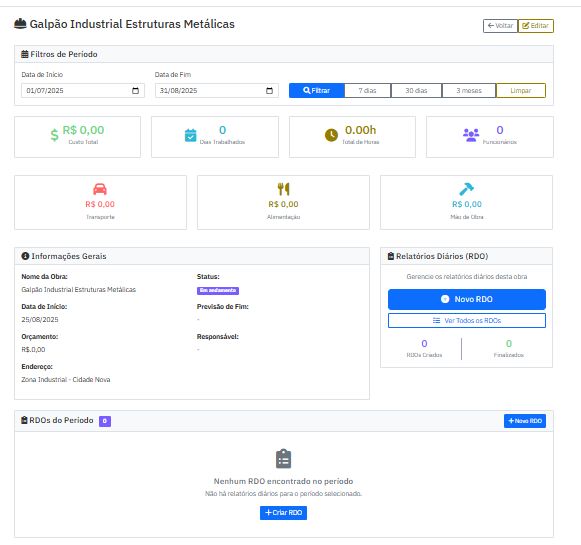 Galpão Industrial Estruturas Metálicas
Voltar
Editar
Filtros de Período
Data de Início
Data de Fim
01/07/2025
31/08/2025
Filtrar
7 dias
30 dias
3 meses
Limpar
R$ 0,00
Custo Total
0
Dias Trabalhados
0.00h
Total de Horas
0
Funcionários
R$ 0,00
Transporte
R$ 0,00
Alimentação
R$ 0,00
Mão de Obra
Informações Gerais
Nome da Obra:
Galpão Industrial Estruturas Metálicas
Status:
Em andamento
Data de Início:
25/08/2025
Previsão de Fim:
-
Orçamento:
R$.0,00
Responsável:
-
Endereço:
Zona Industrial - Cidade Nova
Relatórios Diários (RDO)
Gerencie os relatórios diários desta obra
Novo RDO
Ver Todos os RDOs
0
RDOs Criados
0
Finalizados
RDOs do Período 0
+ Novo RDO
Nenhum RDO encontrado no período
Não há relatórios diários para o período selecionado.
+ Criar RDO